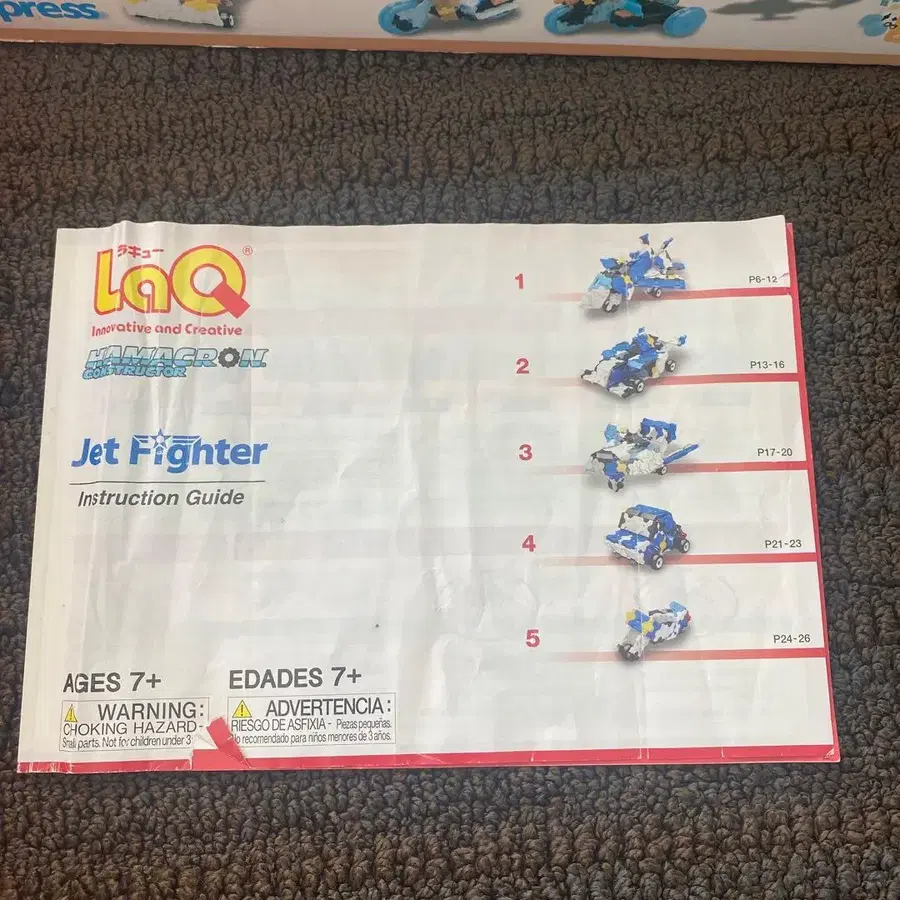 press
ラキュー
LaQ®
Innovative and Creative
HAMACRON
CONSTRUCTOR
Jet Fighter
Instruction Guide
1
P6-12
2
P13-16
3
P17-20
4
P21-23
5
P24-26
AGES 7+
EDADES 7+
WARNING:
CHOKING HAZARD-
Small parts. Not for children under 3
ADVERTENCIA:
RIESGO DE ASFIXIA - Piezas pequeñas.
No recomendado para niños menores de 3 años.